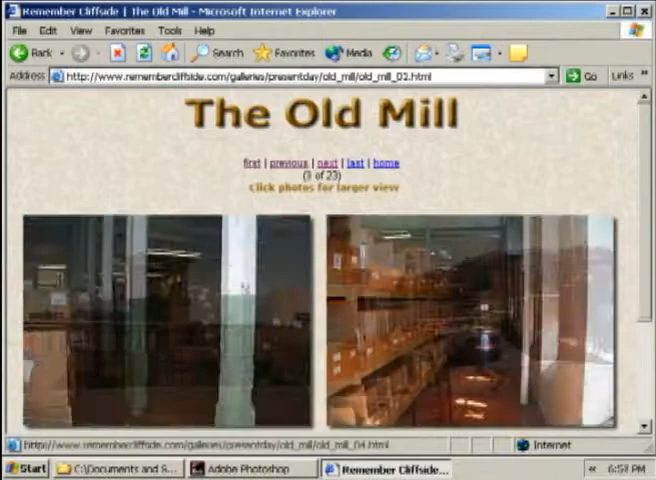 Remember Cliffside | The Old Mill - Microsoft Internet Explorer
File Edit View Favorites Tools Help
Back Search Favorites Media
Address http://www.remembercliffside.com/galleries/presentday/old_mill/old_mill_03.html Go Links »
The Old Mill
first | previous | next | last | home
(3 of 23)
Click photos for larger view
http://www.remembercliffside.com/galleries/presentday/old_mill/old_mill_04.html Internet
Start C:\Documents and S... Adobe Photoshop Remember Cliffside... « 6:57 PM